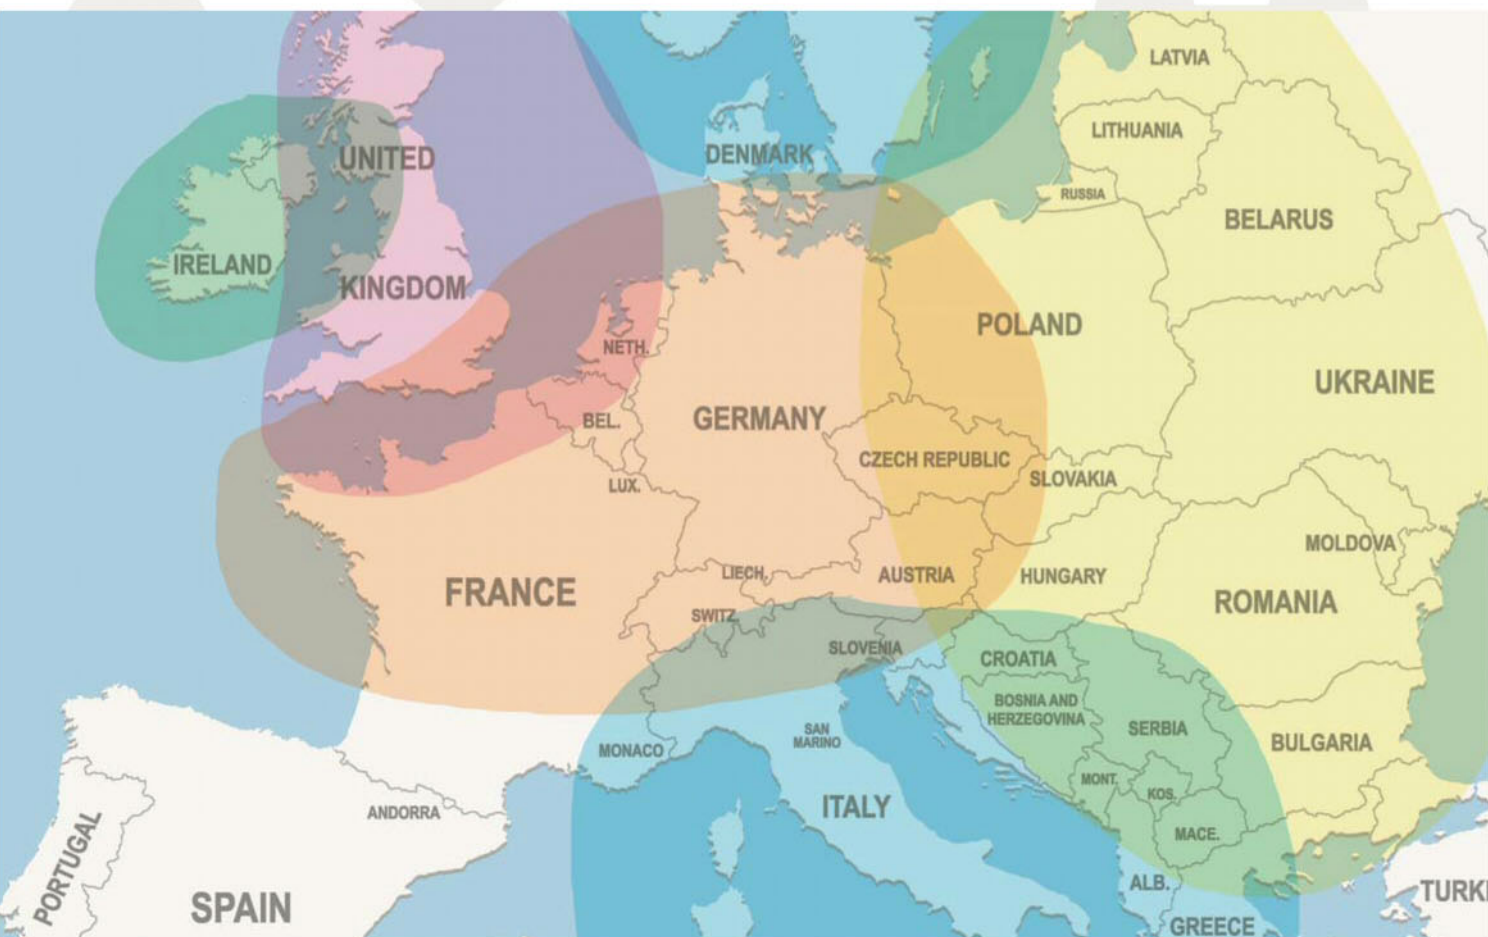 LATVIA
LITHUANIA
RUSSIA
BELARUS
DENMARK
UNITED
KINGDOM
IRELAND
NETH.
BEL.
LUX.
GERMANY
POLAND
UKRAINE
CZECH REPUBLIC
SLOVAKIA
MOLDOVA
LIECH.
AUSTRIA
HUNGARY
FRANCE
ROMANIA
SWITZ.
SLOVENIA
CROATIA
BOSNIA AND
HERZEGOVINA
SERBIA
SAN
MARINO
MONACO
BULGARIA
MONT.
KOS.
ITALY
ANDORRA
MACE.
PORTUGAL
ALB.
SPAIN
TURK
GREECE